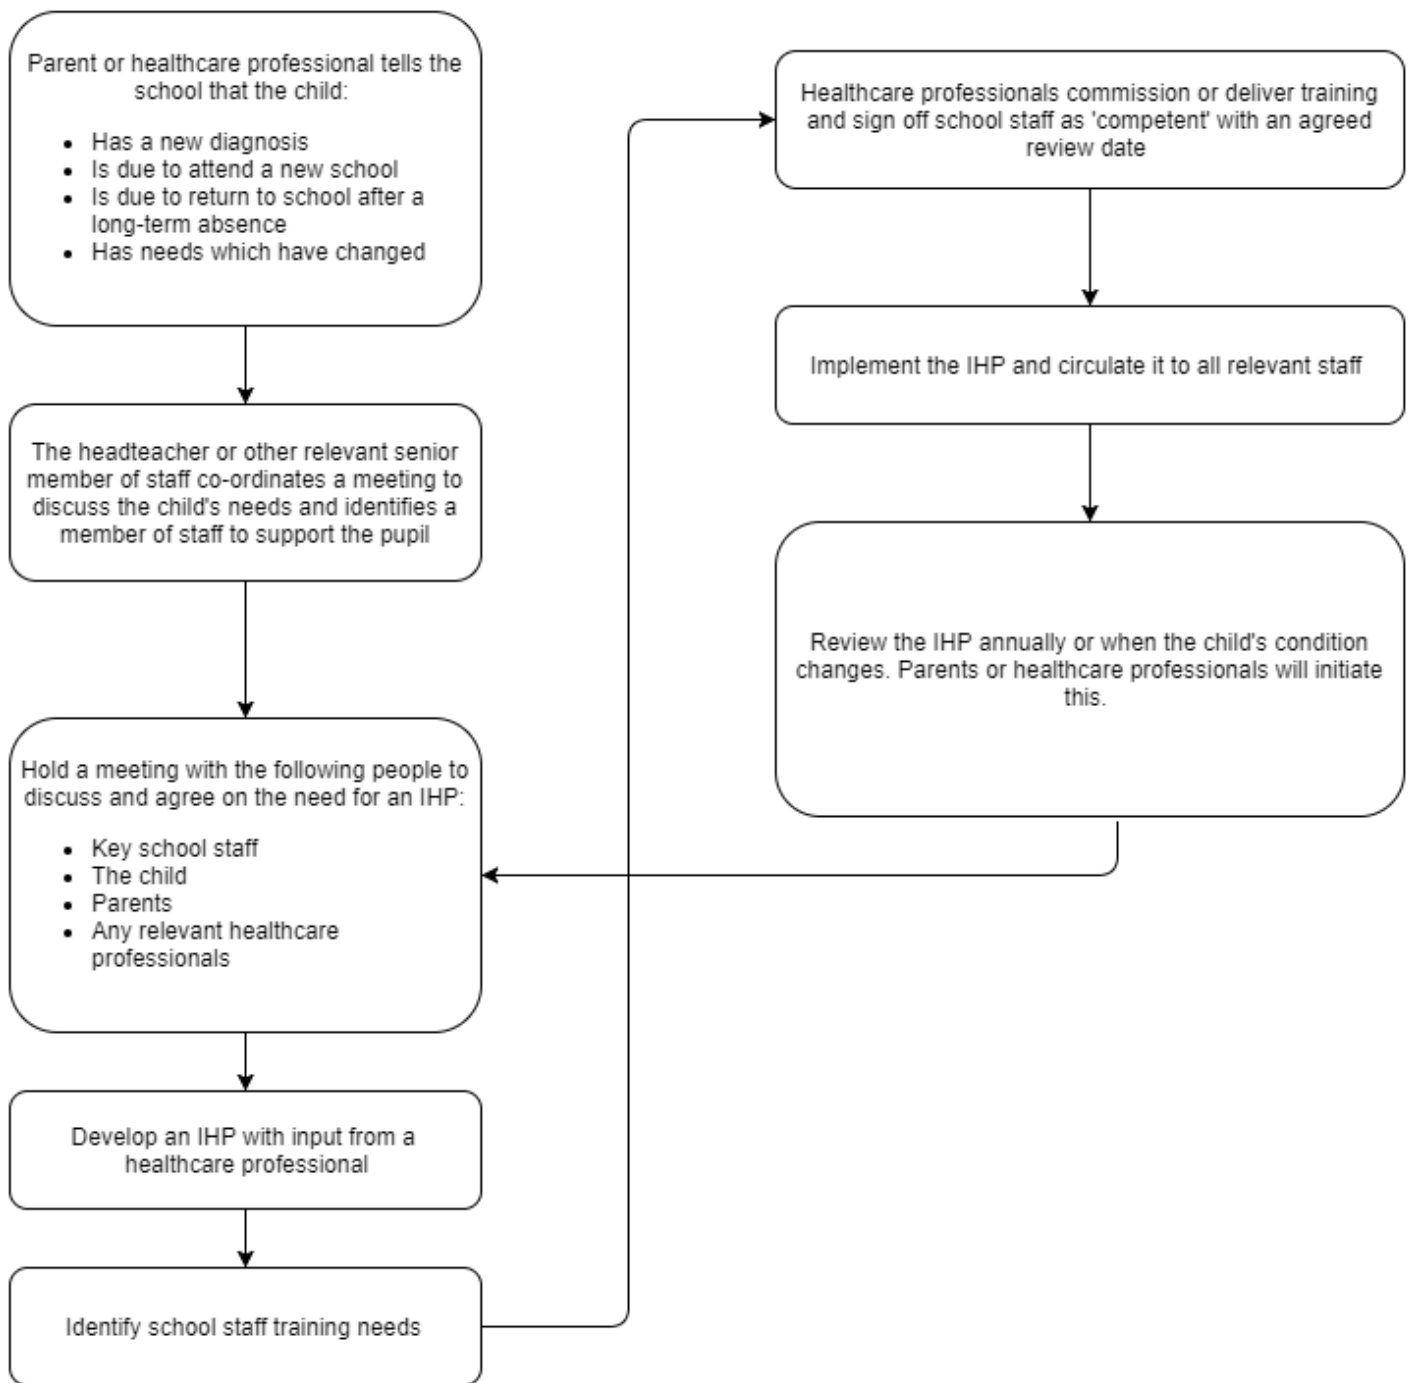 Parent or healthcare professional tells the
school that the child:
• Has a new diagnosis
• Is due to attend a new school
• Is due to return to school after a
long-term absence
• Has needs which have changed
The headteacher or other relevant senior
member of staff co-ordinates a meeting to
discuss the child's needs and identifies a
member of staff to support the pupil
Hold a meeting with the following people to
discuss and agree on the need for an IHP:
• Key school staff
• The child
• Parents
• Any relevant healthcare
professionals
Develop an IHP with input from a
healthcare professional
Identify school staff training needs
Healthcare professionals commission or deliver training
and sign off school staff as 'competent' with an agreed
review date
Implement the IHP and circulate it to all relevant staff
Review the IHP annually or when the child's condition
changes. Parents or healthcare professionals will initiate
this.